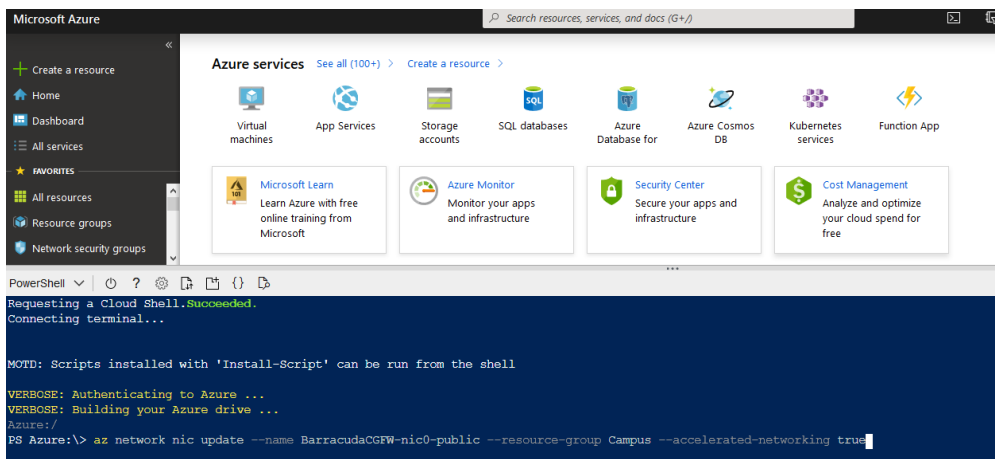 Microsoft Azure
Search resources, services, and docs (G+/)
«
Create a resource
Home
Dashboard
All services
FAVORITES
All resources
Resource groups
Network security groups
Azure services See all (100+) > Create a resource >
Virtual machines
App Services
Storage accounts
SQL
SQL databases
Azure Database for
Azure Cosmos DB
Kubernetes services
Function App
101
Microsoft Learn
Learn Azure with free
online training from
Microsoft
Azure Monitor
Monitor your apps
and infrastructure
Security Center
Secure your apps and
infrastructure
Cost Management
Analyze and optimize
your cloud spend for
free
PowerShell
? {}
Requesting a Cloud Shell.Succeeded.
Connecting terminal...
MOTD: Scripts installed with 'Install-Script' can be run from the shell
VERBOSE: Authenticating to Azure ...
VERBOSE: Building your Azure drive ...
Azure:/
PS Azure:\> az network nic update --name BarracudaCGFW-nic0-public --resource-group Campus --accelerated-networking true